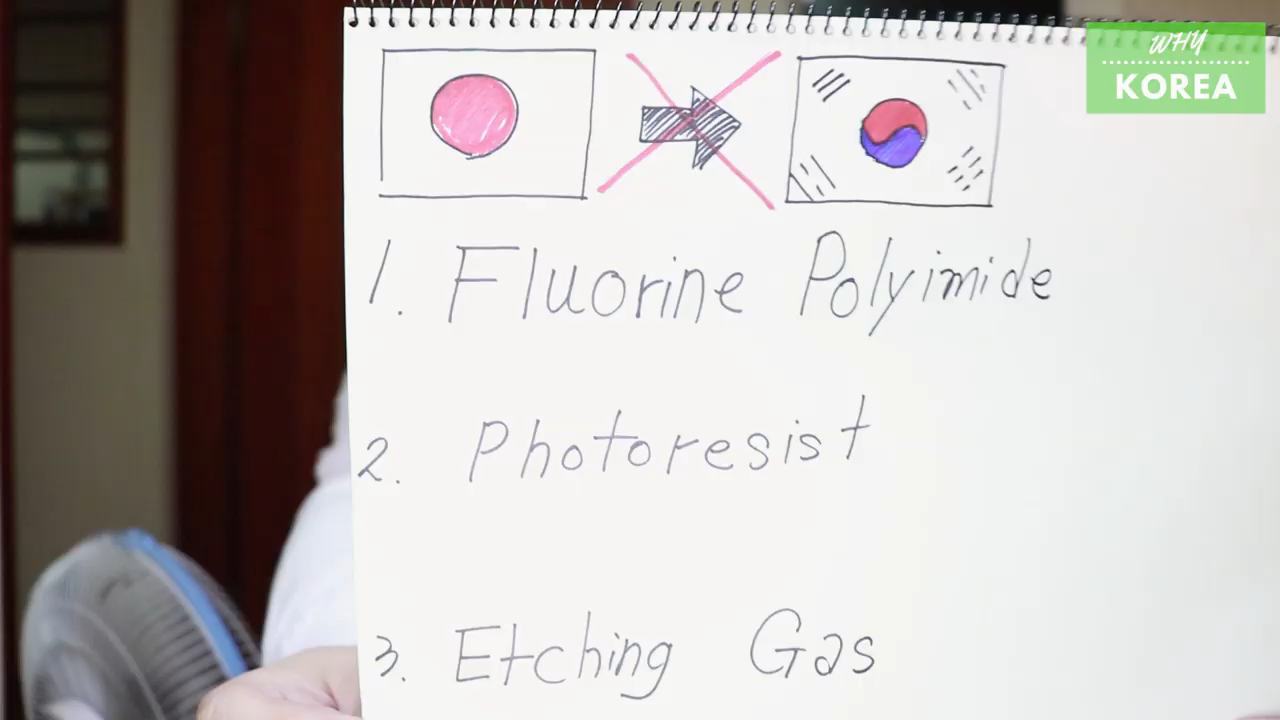 WHY
KOREA
1. Fluorine Polyimide
2. Photoresist
3. Etching Gas